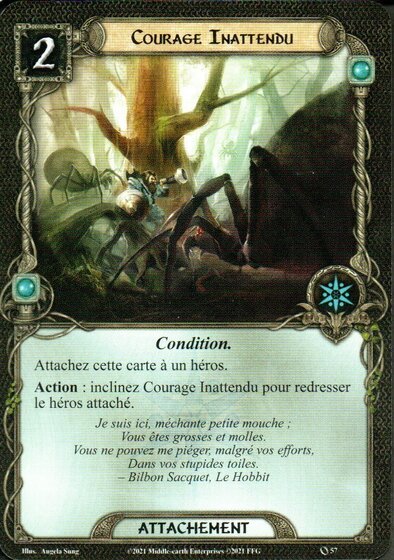 2
COURAGE INATTENDU
Condition.
Attachez cette carte à un héros.
Action : inclinez Courage Inattendu pour redresser
le héros attaché.
Je suis ici, méchante petite mouche ;
Vous êtes grosses et molles.
Vous ne pouvez me piéger, malgré vos efforts,
Dans vos stupides toiles.
– Bilbon Sacquet, Le Hobbit
ATTACHEMENT
Illus. Angela Sung ©2021 Middle-earth Enterprises ©2021 FFG 57